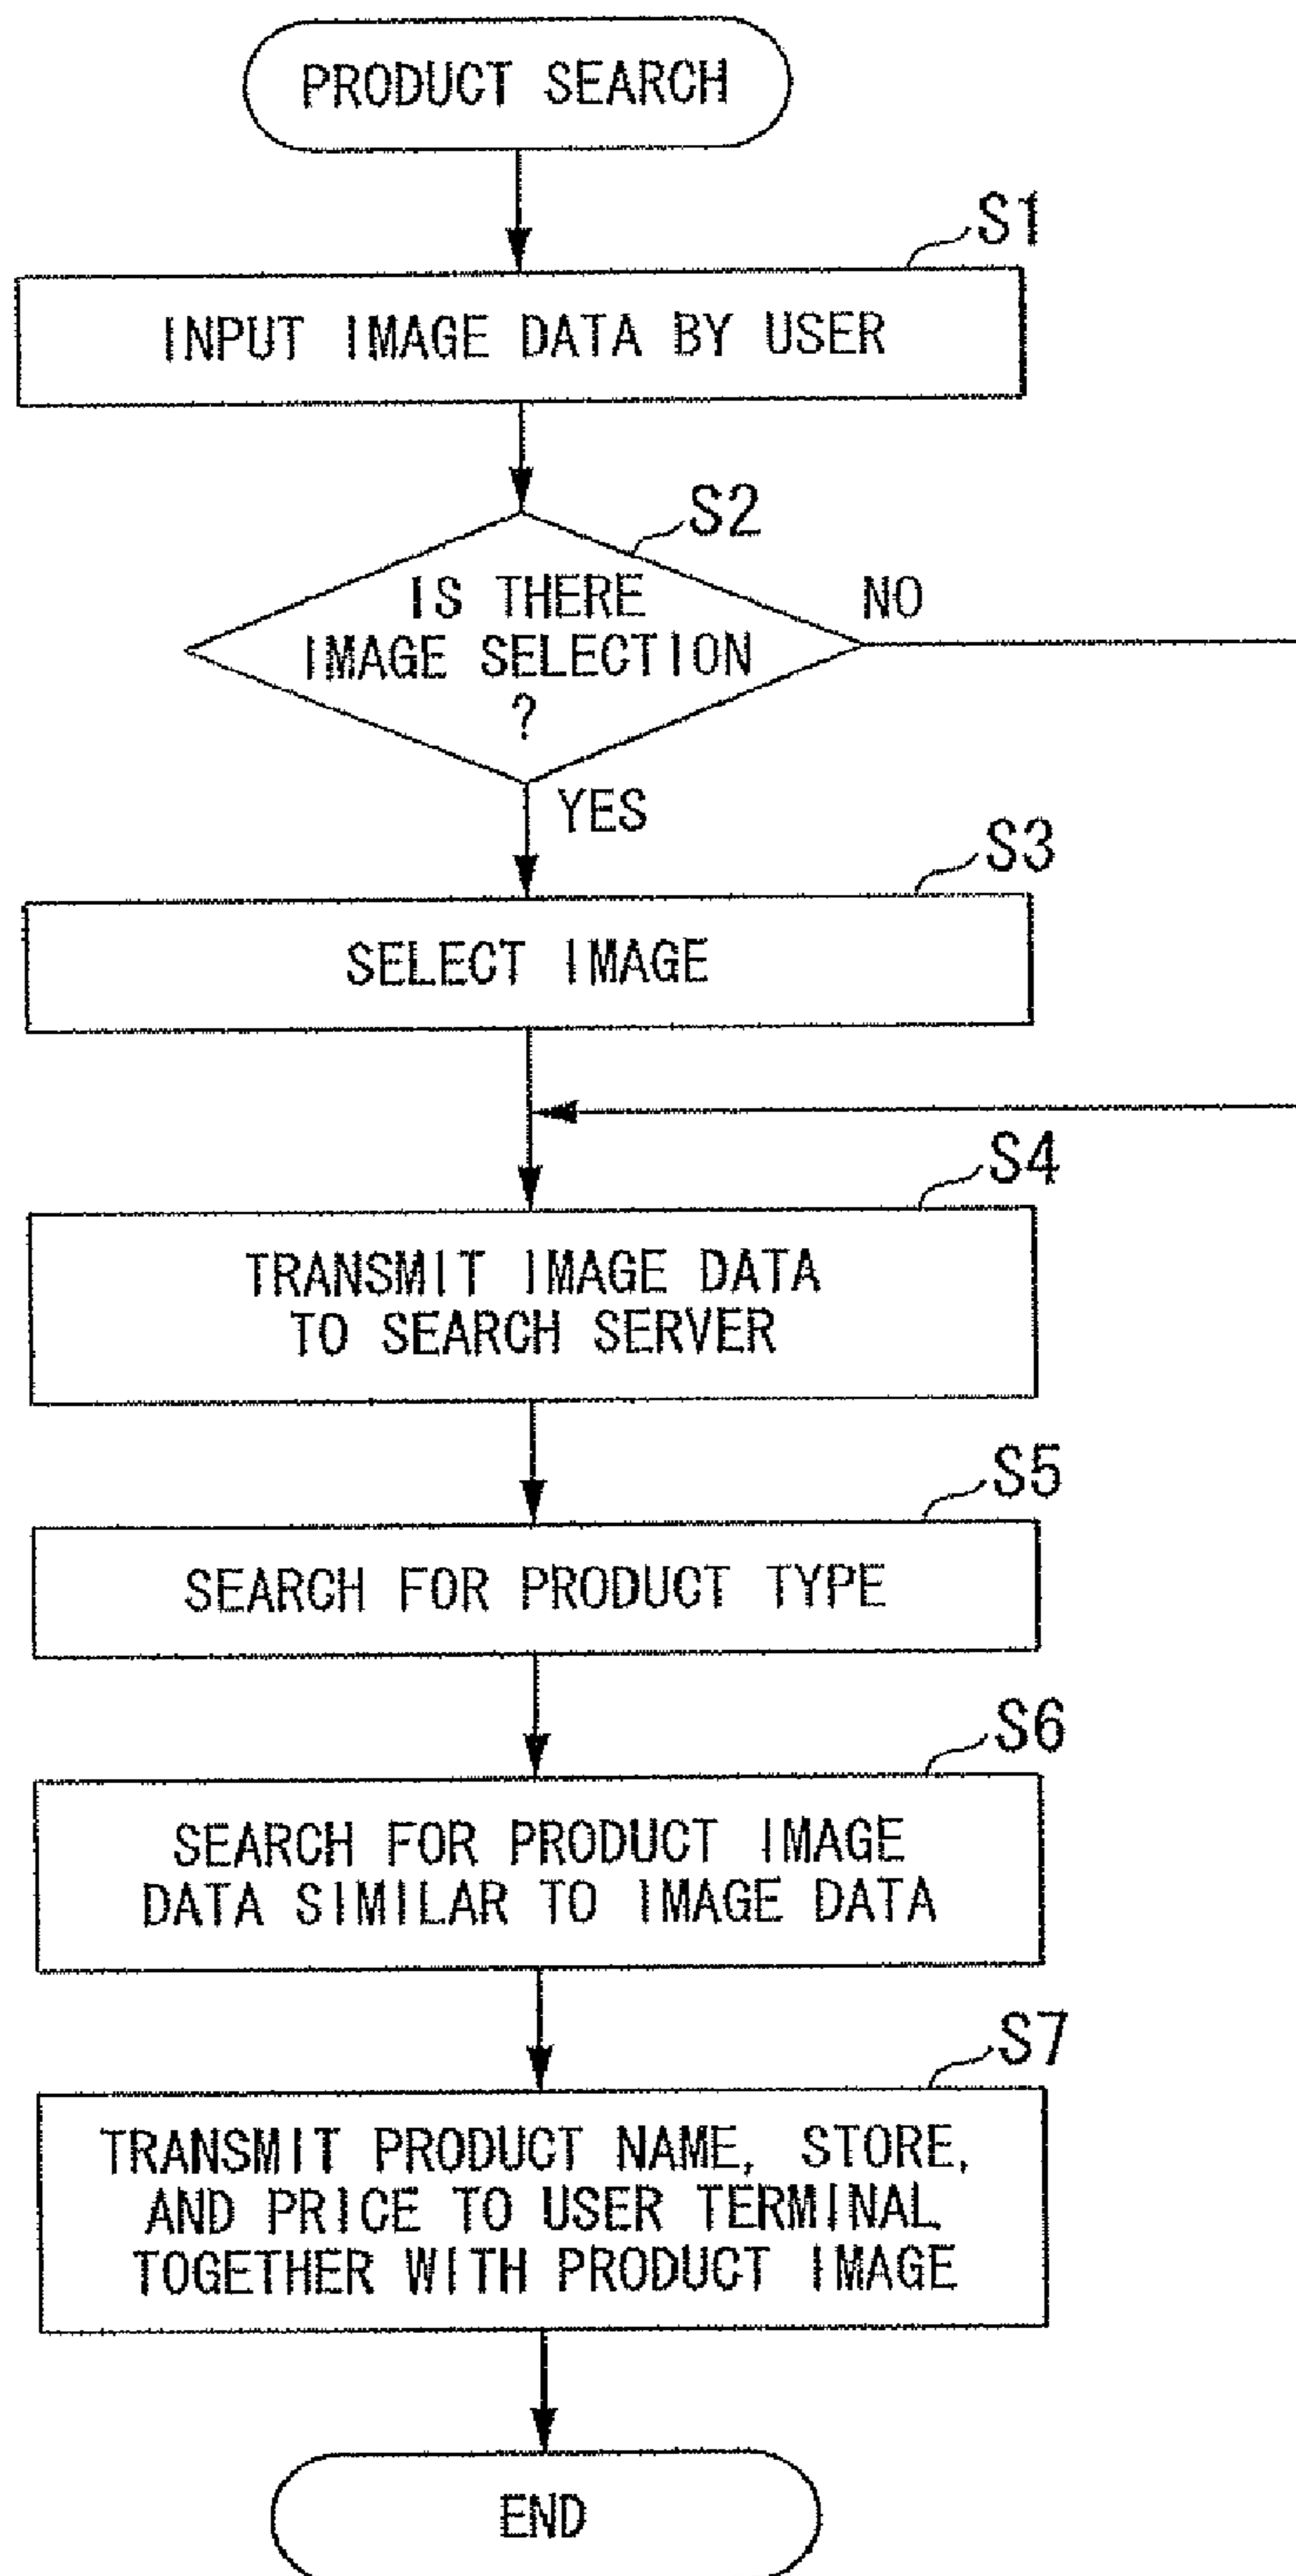 PRODUCT SEARCH
S1
INPUT IMAGE DATA BY USER
S2
IS THERE
IMAGE SELECTION
?
NO
YES
S3
SELECT IMAGE
S4
TRANSMIT IMAGE DATA
TO SEARCH SERVER
S5
SEARCH FOR PRODUCT TYPE
S6
SEARCH FOR PRODUCT IMAGE
DATA SIMILAR TO IMAGE DATA
S7
TRANSMIT PRODUCT NAME, STORE,
AND PRICE TO USER TERMINAL
TOGETHER WITH PRODUCT IMAGE
END